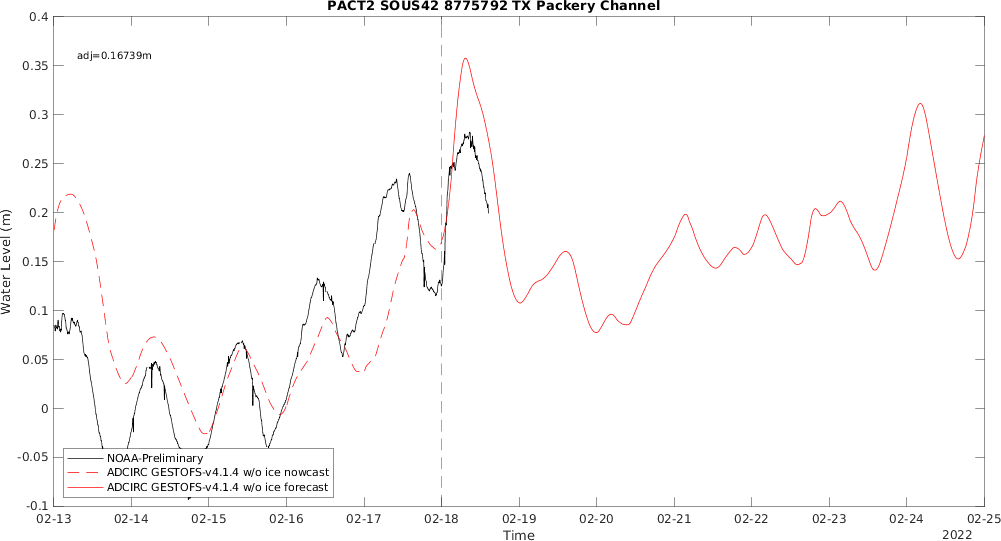 PACT2 SOUS42 8775792 TX Packery Channel
adj=0.16739m
0.4
0.35
0.3
0.25
0.2
0.15
0.1
0.05
0
-0.05
-0.1
Water Level (m)
NOAA-Preliminary
ADCIRC GESTOFS-v4.1.4 w/o ice nowcast
ADCIRC GESTOFS-v4.1.4 w/o ice forecast
02-13 02-14 02-15 02-16 02-17 02-18 02-19 02-20 02-21 02-22 02-23 02-24 02-25
Time
2022